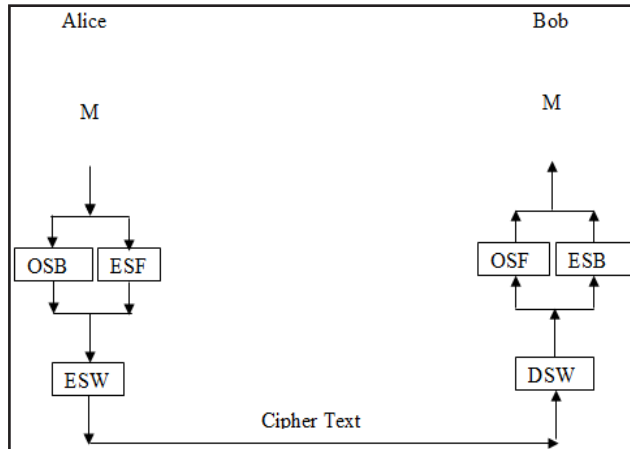 Alice Bob
M M
OSB ESF OSF ESB
ESW DSW
Cipher Text